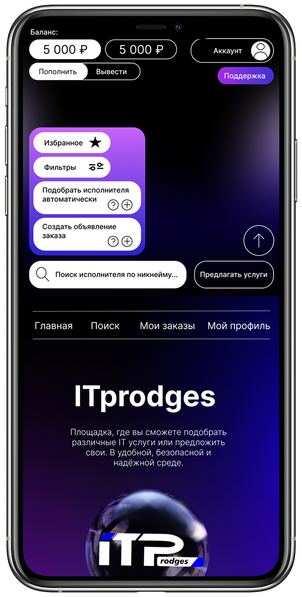 Баланс:
5 000 ₽
5 000 ₽
Аккаунт
Пополнить
Вывести
Поддержка
Избранное
Фильтры
Подобрать исполнителя
автоматически
Создать объявление
заказа
Поиск исполнителя по никнейму...
Предлагать услуги
Главная
Поиск
Мои заказы
Мой профиль
ITprodges
Площадка, где вы сможете подобрать
различные IT услуги или предложить
свои. В удобной, безопасной и
надёжной среде.
iTP
rodges